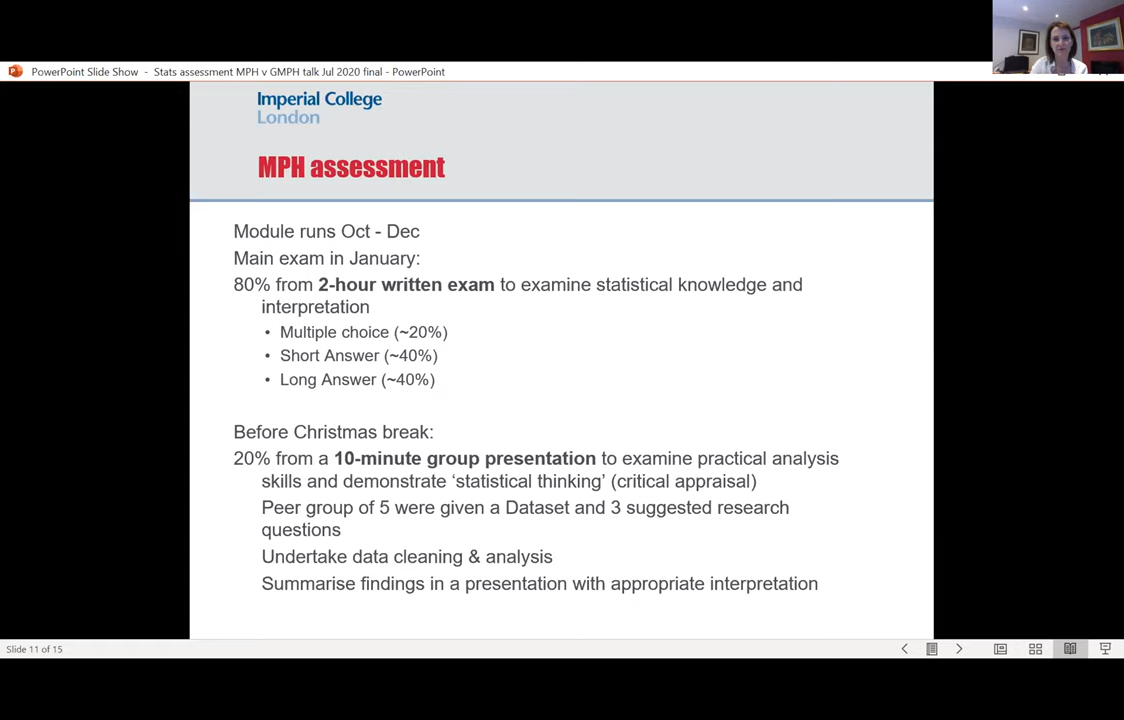 PowerPoint Slide Show - Stats assessment MPH v GMPH talk Jul 2020 final - PowerPoint
Imperial College
London
MPH assessment
Module runs Oct - Dec
Main exam in January:
80% from 2-hour written exam to examine statistical knowledge and
interpretation
• Multiple choice (~20%)
• Short Answer (~40%)
• Long Answer (~40%)
Before Christmas break:
20% from a 10-minute group presentation to examine practical analysis
skills and demonstrate ‘statistical thinking’ (critical appraisal)
Peer group of 5 were given a Dataset and 3 suggested research
questions
Undertake data cleaning & analysis
Summarise findings in a presentation with appropriate interpretation
Slide 11 of 15